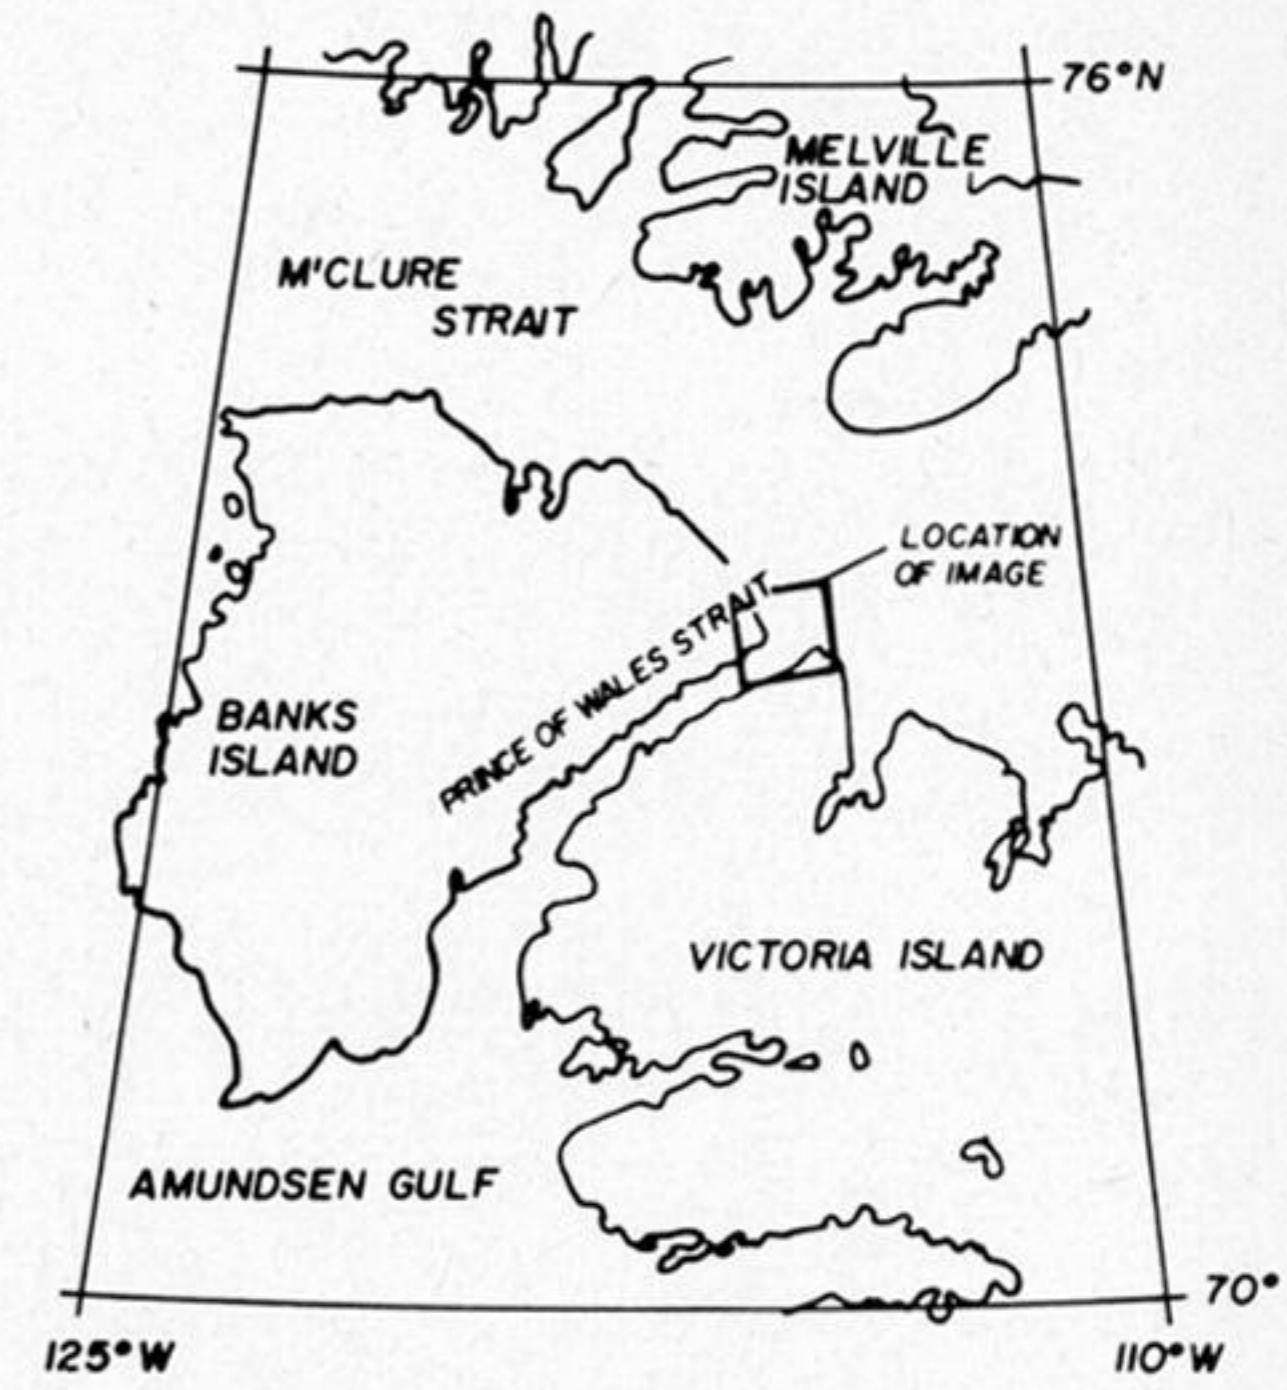 76°N
MELVILLE
ISLAND
M'CLURE
STRAIT
LOCATION
OF IMAGE
PRINCE OF WALES STRAIT
BANKS
ISLAND
VICTORIA ISLAND
AMUNDSEN GULF
70°
125°W
110°W